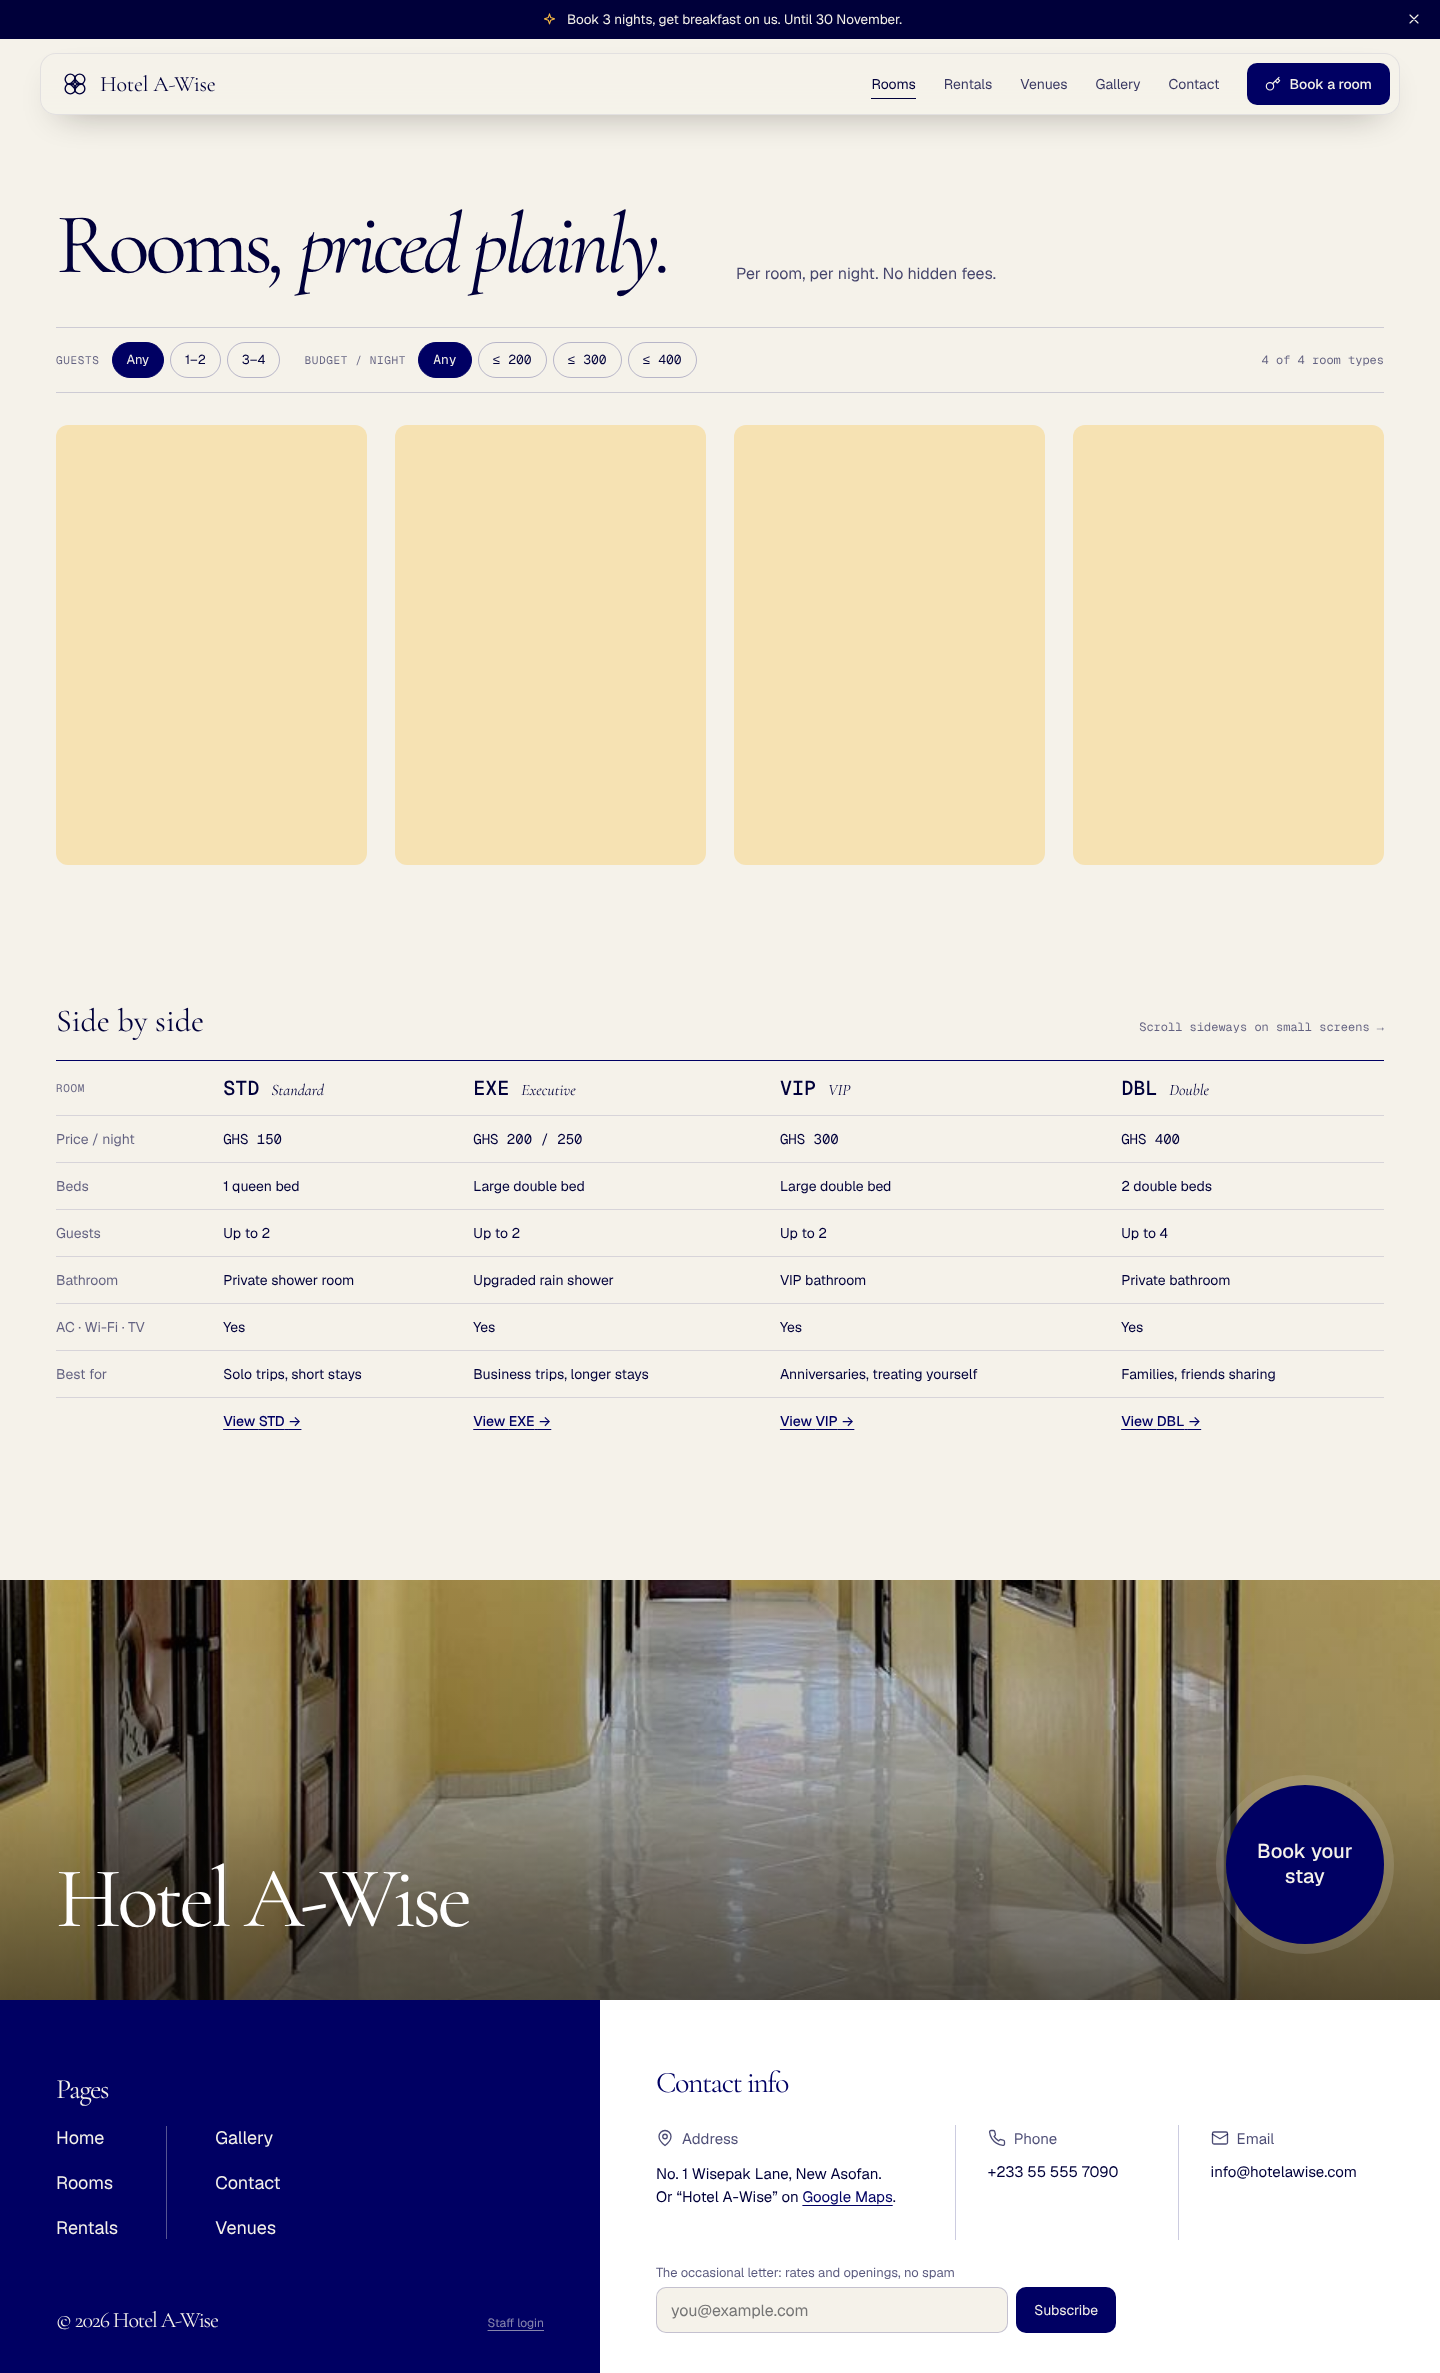 Book 3 nights, get breakfast on us. Until 30 November.
Hotel A-Wise
Rooms Rentals Venues Gallery Contact Book a room
Rooms, priced plainly.
Per room, per night. No hidden fees.
GUESTS Any 1–2 3–4 BUDGET / NIGHT Any ≤ 200 ≤ 300 ≤ 400 4 of 4 room types
Side by side
Scroll sideways on small screens →
ROOM STD Standard EXE Executive VIP VIP DBL Double
Price / night GHS 150 GHS 200 / 250 GHS 300 GHS 400
Beds 1 queen bed Large double bed Large double bed 2 double beds
Guests Up to 2 Up to 2 Up to 2 Up to 4
Bathroom Private shower room Upgraded rain shower VIP bathroom Private bathroom
AC · Wi-Fi · TV Yes Yes Yes Yes
Best for Solo trips, short stays Business trips, longer stays Anniversaries, treating yourself Families, friends sharing
View STD → View EXE → View VIP → View DBL →
Hotel A-Wise
Book your
stay
Pages
Home Gallery
Rooms Contact
Rentals Venues
© 2026 Hotel A-Wise
Staff login
Contact info
Address
No. 1 Wisepak Lane, New Asofan.
Or “Hotel A-Wise” on Google Maps.
Phone
+233 55 555 7090
Email
info@hotelawise.com
The occasional letter: rates and openings, no spam
you@example.com
Subscribe